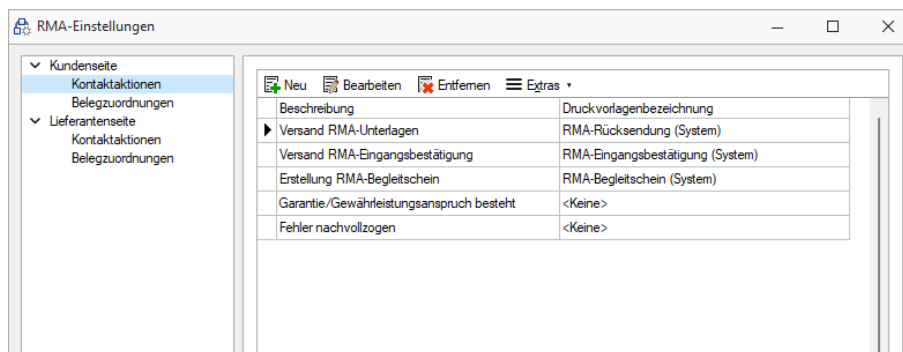 RMA-Einstellungen
Kundenseite
Kontaktaktionen
Belegzuordnungen
Lieferantenseite
Kontaktaktionen
Belegzuordnungen
Neu Bearbeiten Entfernen Extras
Beschreibung Druckvorlagenbezeichnung
Versand RMA-Unterlagen RMA-Rücksendung (System)
Versand RMA-Eingangsbestätigung RMA-Eingangsbestätigung (System)
Erstellung RMA-Begleitschein RMA-Begleitschein (System)
Garantie/Gewährleistungsanspruch besteht <Keine>
Fehler nachvollzogen <Keine>